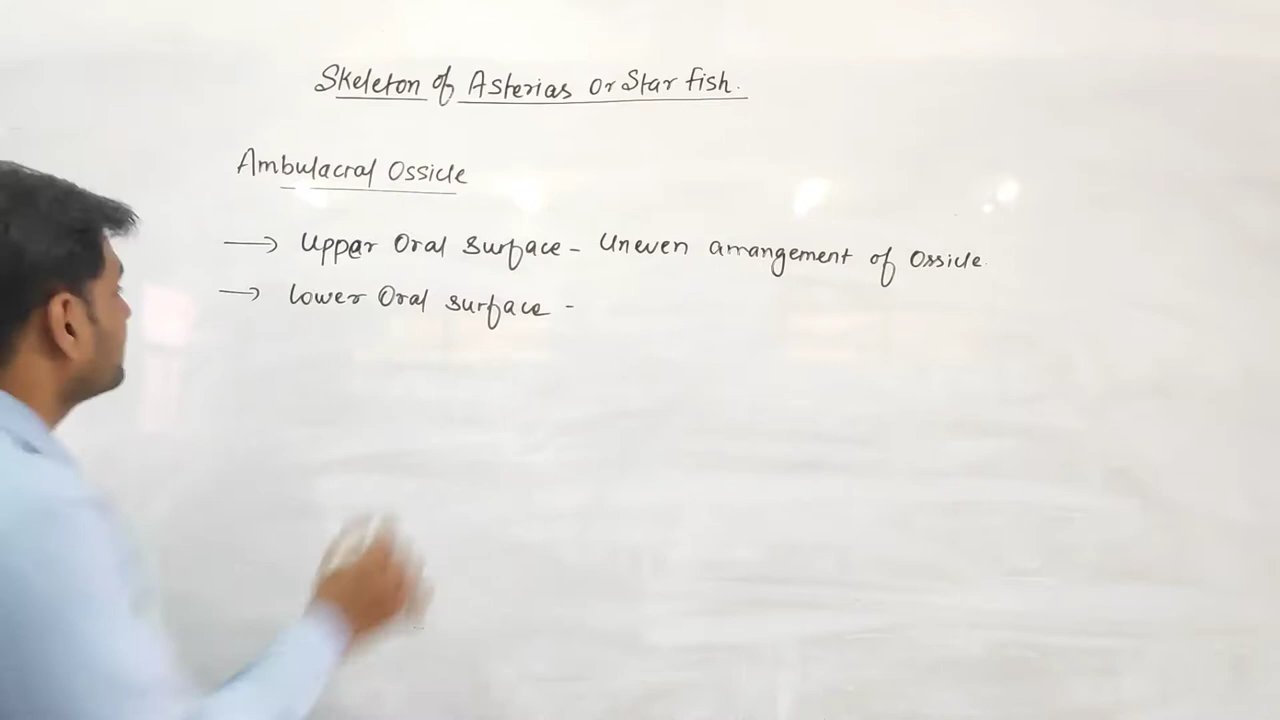 Skeleton of Asterias Or Star fish.
Ambulacral Ossicle
→ Uppar Oral Surface - Uneven arrangement of Ossicle.
→ Lower Oral surface -